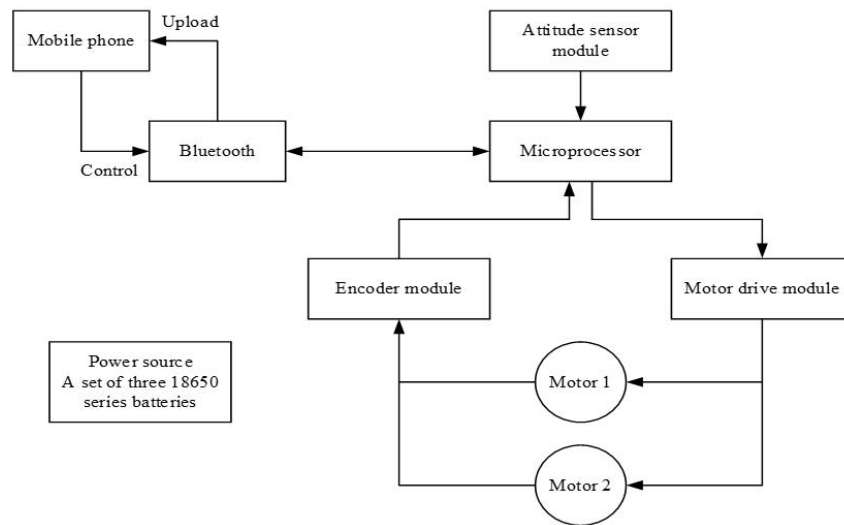 Upload
Mobile phone
Attitude sensor
module
Bluetooth
Microprocessor
Control
Encoder module
Motor drive module
Power source
A set of three 18650
series batteries
Motor 1
Motor 2